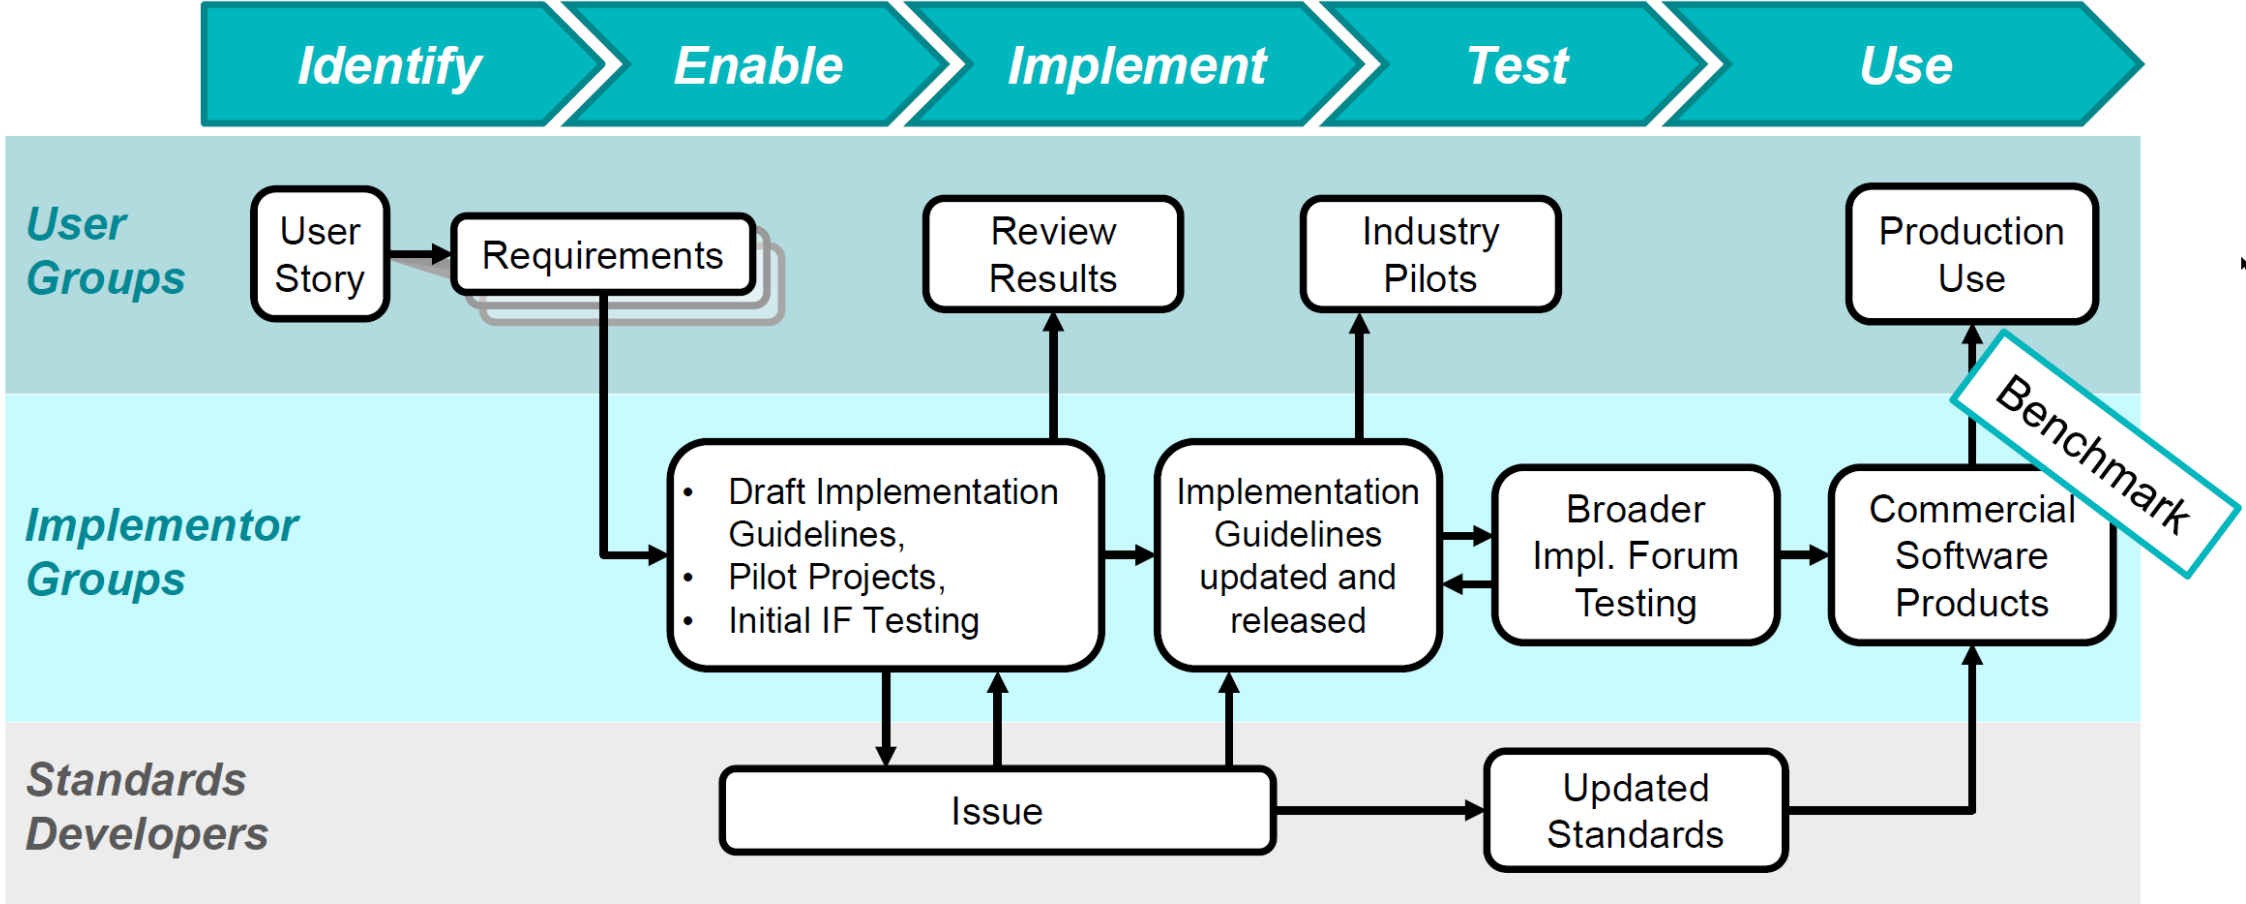 Identify
Enable
Implement
Test
Use
User
Groups
User
Story
Requirements
Review
Results
Industry
Pilots
Production
Use
Benchmark
Implementor
Groups
• Draft Implementation
Guidelines,
• Pilot Projects,
• Initial IF Testing
Implementation
Guidelines
updated and
released
Broader
Impl. Forum
Testing
Commercial
Software
Products
Standards
Developers
Issue
Updated
Standards